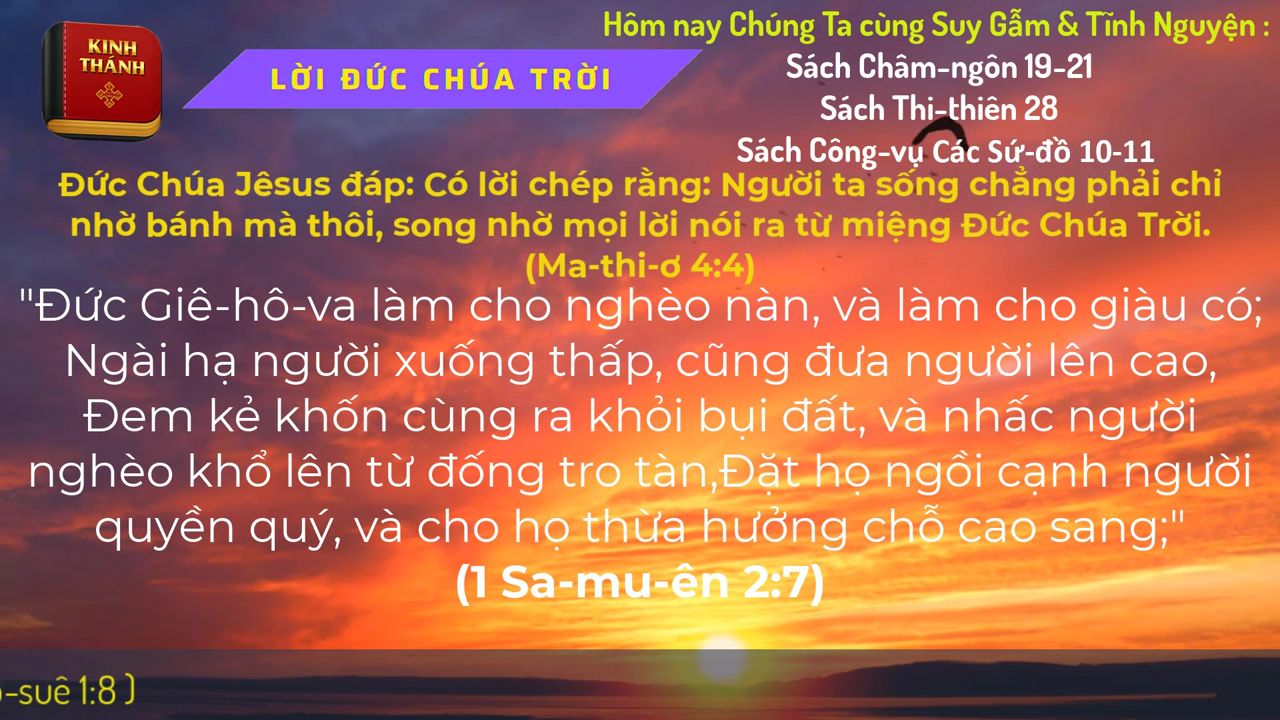 KINH
THÁNH
LỜI ĐỨC CHÚA TRỜI
Hôm nay Chúng Ta cùng Suy Gẫm & Tĩnh Nguyện :
Sách Châm-ngôn 19-21
Sách Thi-thiên 28
Sách Công-vụ Các Sứ-đồ 10-11
Đức Chúa Jêsus đáp: Có lời chép rằng: Người ta sống chẳng phải chỉ
nhờ bánh mà thôi, song nhờ mọi lời nói ra từ miệng Đức Chúa Trời.
(Ma-thi-ơ 4:4)
"Đức Giê-hô-va làm cho nghèo nàn, và làm cho giàu có;
Ngài hạ người xuống thấp, cũng đưa người lên cao,
Đem kẻ khốn cùng ra khỏi bụi đất, và nhấc người
nghèo khổ lên từ đống tro tàn,Đặt họ ngồi cạnh người
quyền quý, và cho họ thừa hưởng chỗ cao sang;"
(1 Sa-mu-ên 2:7)
-suê 1:8 )